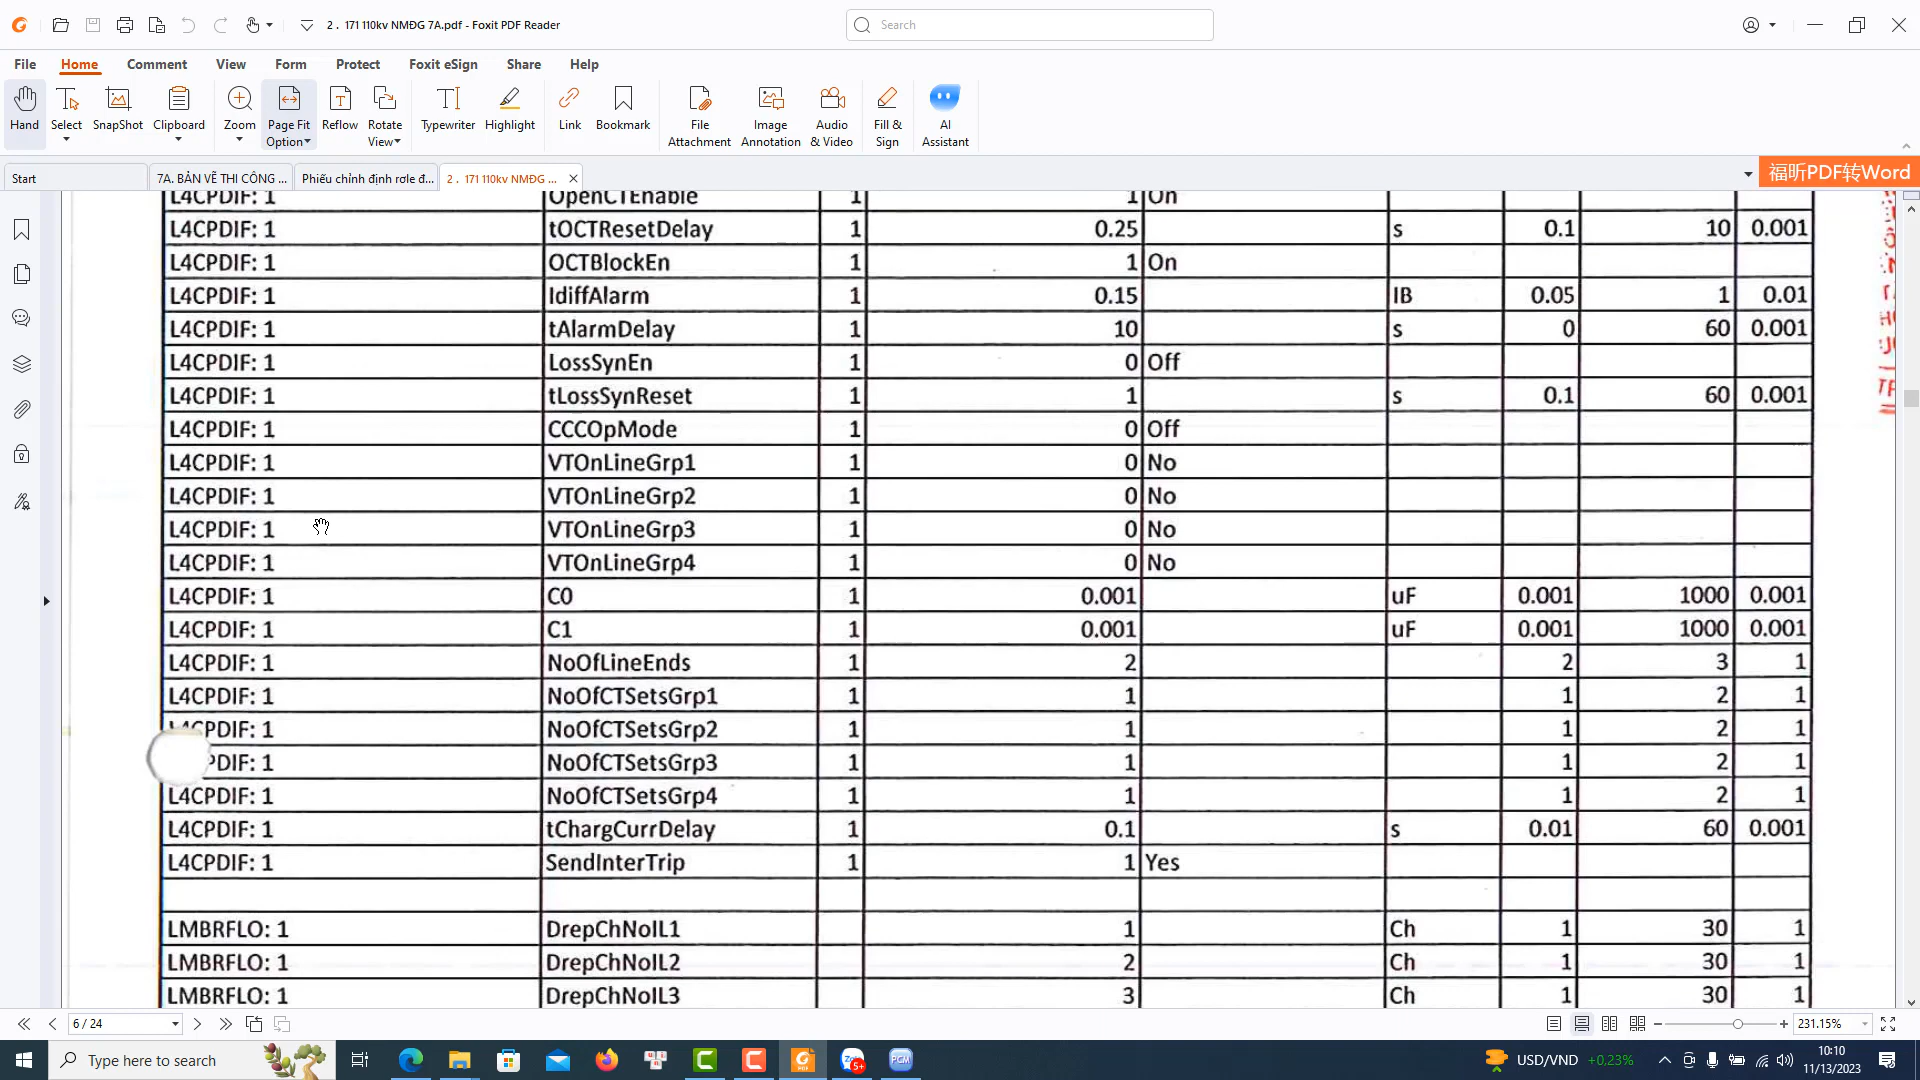 2 . 171 110kv NMĐG 7A.pdf - Foxit PDF Reader
Search
File Home Comment View Form Protect Foxit eSign Share Help
Hand Select SnapShot Clipboard Zoom Page Fit Option Reflow Rotate View Typewriter Highlight Link Bookmark File Attachment Image Annotation Audio & Video Fill & Sign AI Assistant
Start 7A. BẢN VẼ THI CÔNG ... Phiếu chỉnh định rơle đ... 2 . 171 110kv NMĐG ... 福昕PDF转Word
L4CPDIF: 1 OpenCTEnable 1 1 On
L4CPDIF: 1 tOCTResetDelay 1 0.25 s 0.1 10 0.001
L4CPDIF: 1 OCTBlockEn 1 1 On
L4CPDIF: 1 IdiffAlarm 1 0.15 IB 0.05 1 0.01
L4CPDIF: 1 tAlarmDelay 1 10 s 0 60 0.001
L4CPDIF: 1 LossSynEn 1 0 Off
L4CPDIF: 1 tLossSynReset 1 1 s 0.1 60 0.001
L4CPDIF: 1 CCCOpMode 1 0 Off
L4CPDIF: 1 VTOnLineGrp1 1 0 No
L4CPDIF: 1 VTOnLineGrp2 1 0 No
L4CPDIF: 1 VTOnLineGrp3 1 0 No
L4CPDIF: 1 VTOnLineGrp4 1 0 No
L4CPDIF: 1 C0 1 0.001 uF 0.001 1000 0.001
L4CPDIF: 1 C1 1 0.001 uF 0.001 1000 0.001
L4CPDIF: 1 NoOfLineEnds 1 2 2 3 1
L4CPDIF: 1 NoOfCTSetsGrp1 1 1 1 2 1
L4CPDIF: 1 NoOfCTSetsGrp2 1 1 1 2 1
PDIF: 1 NoOfCTSetsGrp3 1 1 1 2 1
L4CPDIF: 1 NoOfCTSetsGrp4 1 1 1 2 1
L4CPDIF: 1 tChargCurrDelay 1 0.1 s 0.01 60 0.001
L4CPDIF: 1 SendInterTrip 1 1 Yes
LMBRFLO: 1 DrepChNoIL1 1 Ch 1 30 1
LMBRFLO: 1 DrepChNoIL2 2 Ch 1 30 1
LMBRFLO: 1 DrepChNoIL3 3 Ch 1 30 1
6 / 24 231.15%
Type here to search USD/VND +0,23% 10:10
11/13/2023